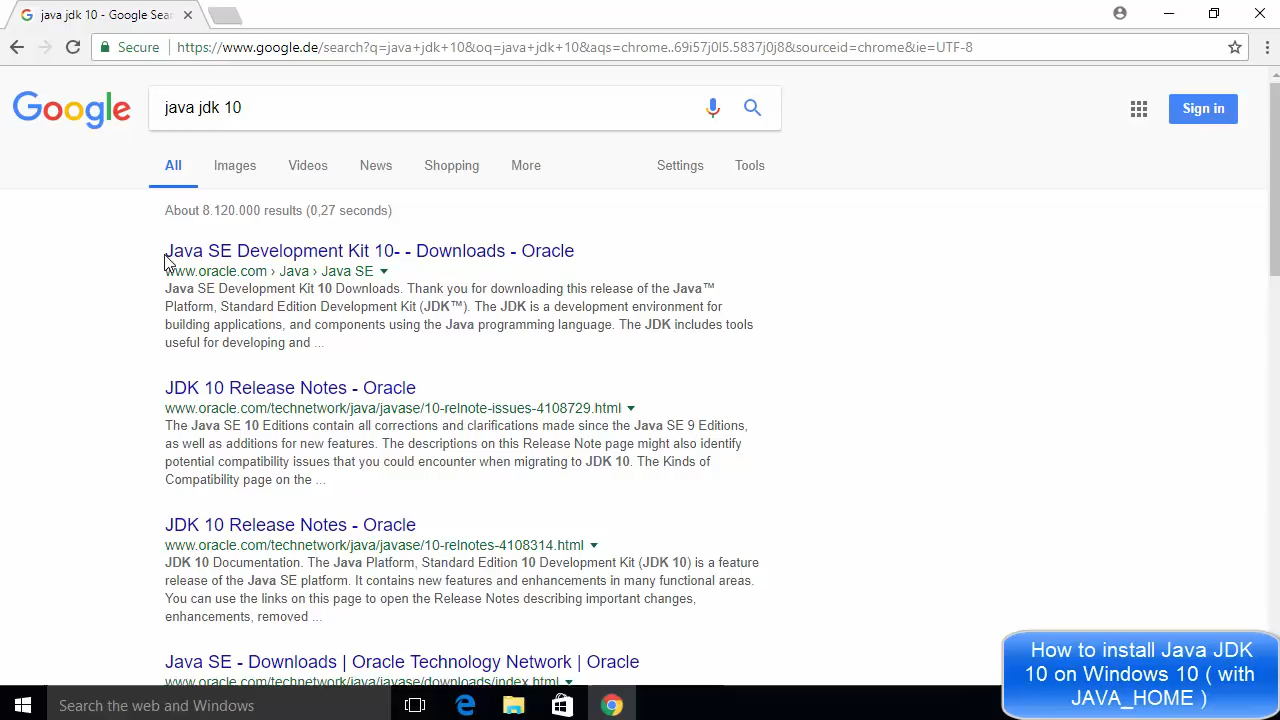 java jdk 10 - Google Sear
Secure
https://www.google.de/search?q=java+jdk+10&oq=java+jdk+10&aqs=chrome..69i57j0l5.5837j0j8&sourceid=chrome&ie=UTF-8
Google
java jdk 10
Sign in
All Images Videos News Shopping More Settings Tools
About 8.120.000 results (0,27 seconds)
Java SE Development Kit 10- - Downloads - Oracle
www.oracle.com › Java › Java SE
Java SE Development Kit 10 Downloads. Thank you for downloading this release of the Java™
Platform, Standard Edition Development Kit (JDK™). The JDK is a development environment for
building applications, and components using the Java programming language. The JDK includes tools
useful for developing and ...
JDK 10 Release Notes - Oracle
www.oracle.com/technetwork/java/javase/10-relnote-issues-4108729.html
The Java SE 10 Editions contain all corrections and clarifications made since the Java SE 9 Editions,
as well as additions for new features. The descriptions on this Release Note page might also identify
potential compatibility issues that you could encounter when migrating to JDK 10. The Kinds of
Compatibility page on the ...
JDK 10 Release Notes - Oracle
www.oracle.com/technetwork/java/javase/10-relnotes-4108314.html
JDK 10 Documentation. The Java Platform, Standard Edition 10 Development Kit (JDK 10) is a feature
release of the Java SE platform. It contains new features and enhancements in many functional areas.
You can use the links on this page to open the Release Notes describing important changes,
enhancements, removed ...
Java SE - Downloads | Oracle Technology Network | Oracle
www.oracle.com/technetwork/java/javase/downloads/index.html
How to install Java JDK
10 on Windows 10 ( with
JAVA_HOME )
Search the web and Windows